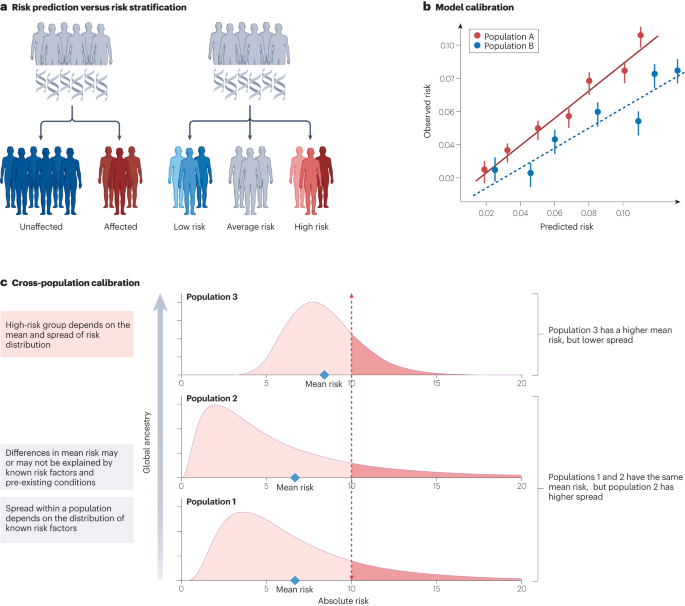 a Risk prediction versus risk stratification
Unaffected
Affected
Low risk
Average risk
High risk
b Model calibration
Population A
Population B
Observed risk
0.10
0.07
0.06
0.04
0.02
0.02
0.04
0.06
0.08
0.10
Predicted risk
c Cross-population calibration
High-risk group depends on the
mean and spread of risk
distribution
Differences in mean risk may
or may not be explained by
known risk factors and
pre-existing conditions
Spread within a population
depends on the distribution of
known risk factors
Global ancestry
Population 3
0
5
10
15
20
Mean risk
Population 3 has a higher mean
risk, but lower spread
Population 2
0
5
10
15
20
Mean risk
Populations 1 and 2 have the same
mean risk,  but population 2 has
higher spread
Population 1
0
5
10
15
20
Mean risk
Absolute risk